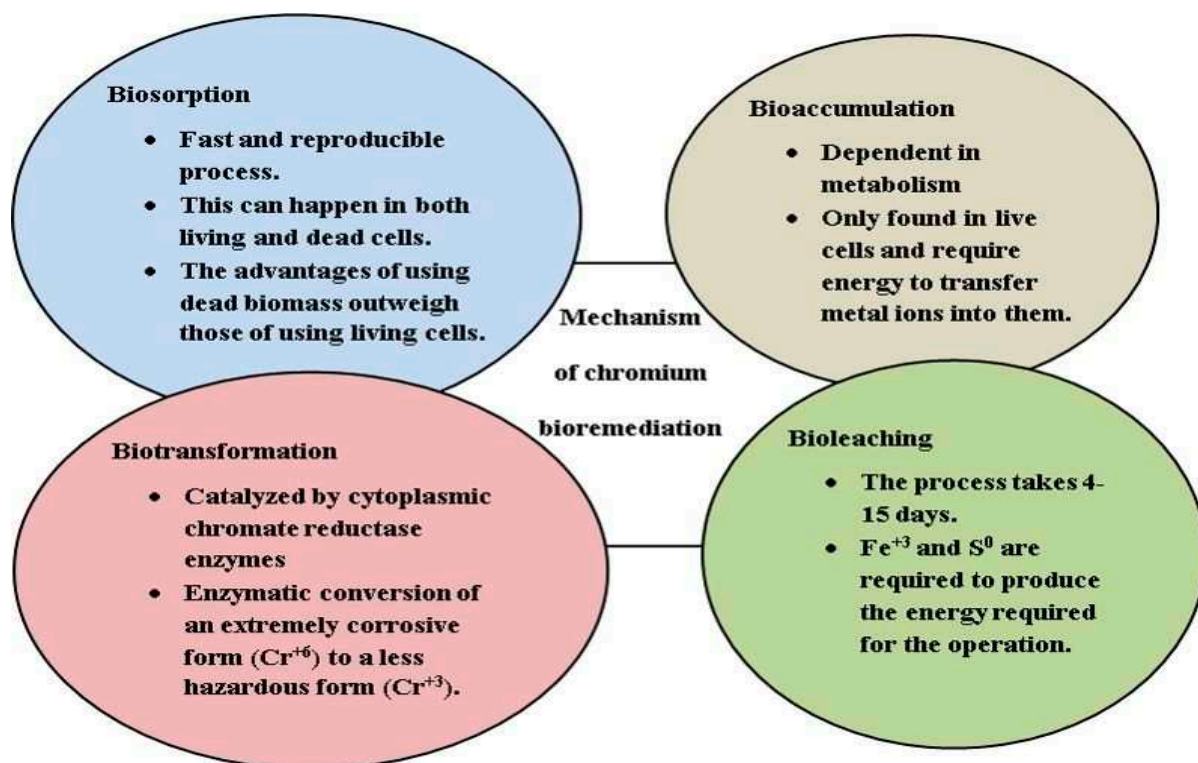 Biosorption
• Fast and reproducible
process.
• This can happen in both
living and dead cells.
• The advantages of using
dead biomass outweigh
those of using living cells.
Bioaccumulation
• Dependent in
metabolism
• Only found in live
cells and require
energy to transfer
metal ions into them.
Mechanism
of chromium
bioremediation
Biotransformation
• Catalyzed by cytoplasmic
chromate reductase
enzymes
• Enzymatic conversion of
an extremely corrosive
form (Cr⁺⁶) to a less
hazardous form (Cr⁺³).
Bioleaching
• The process takes 4-
15 days.
• Fe⁺³ and S⁰ are
required to produce
the energy required
for the operation.